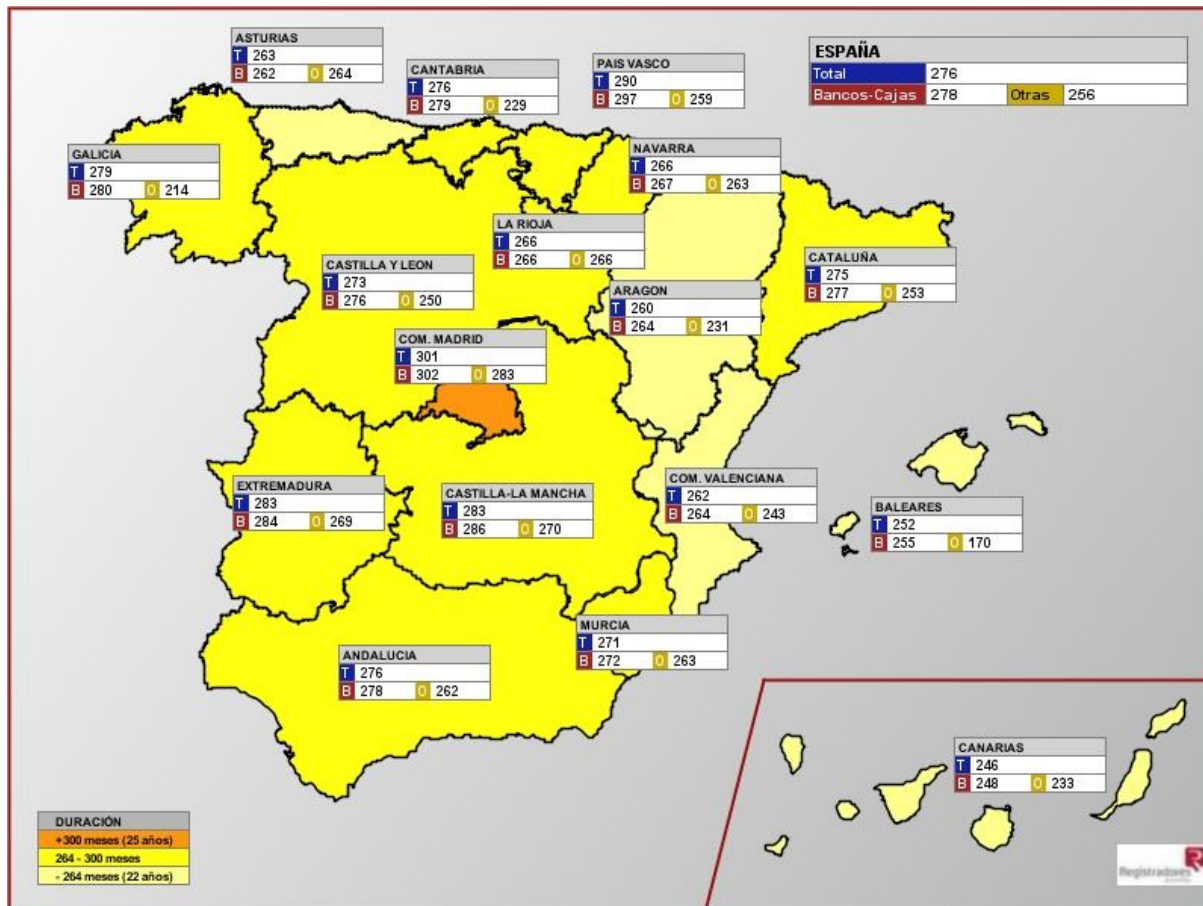 ASTURIAS
T 263
B 262 O 264
CANTABRIA
T 276
B 279 O 229
PAIS VASCO
T 290
B 297 O 259
ESPAÑA
Total 276
Bancos-Cajas 278 Otras 256
GALICIA
T 279
B 280 O 214
NAVARRA
T 266
B 267 O 263
LA RIOJA
T 266
B 266 O 266
CASTILLA Y LEON
T 273
B 276 O 250
CATALUÑA
T 275
B 277 O 253
ARAGON
T 260
B 264 O 231
COM. MADRID
T 301
B 302 O 283
EXTREMADURA
T 283
B 284 O 269
CASTILLA-LA MANCHA
T 283
B 286 O 270
COM. VALENCIANA
T 262
B 264 O 243
BALEARES
T 252
B 255 O 170
MURCIA
T 271
B 272 O 263
ANDALUCIA
T 276
B 278 O 262
CANARIAS
T 246
B 248 O 233
DURACIÓN
+300 meses (25 años)
264 - 300 meses
- 264 meses (22 años)
Registradores